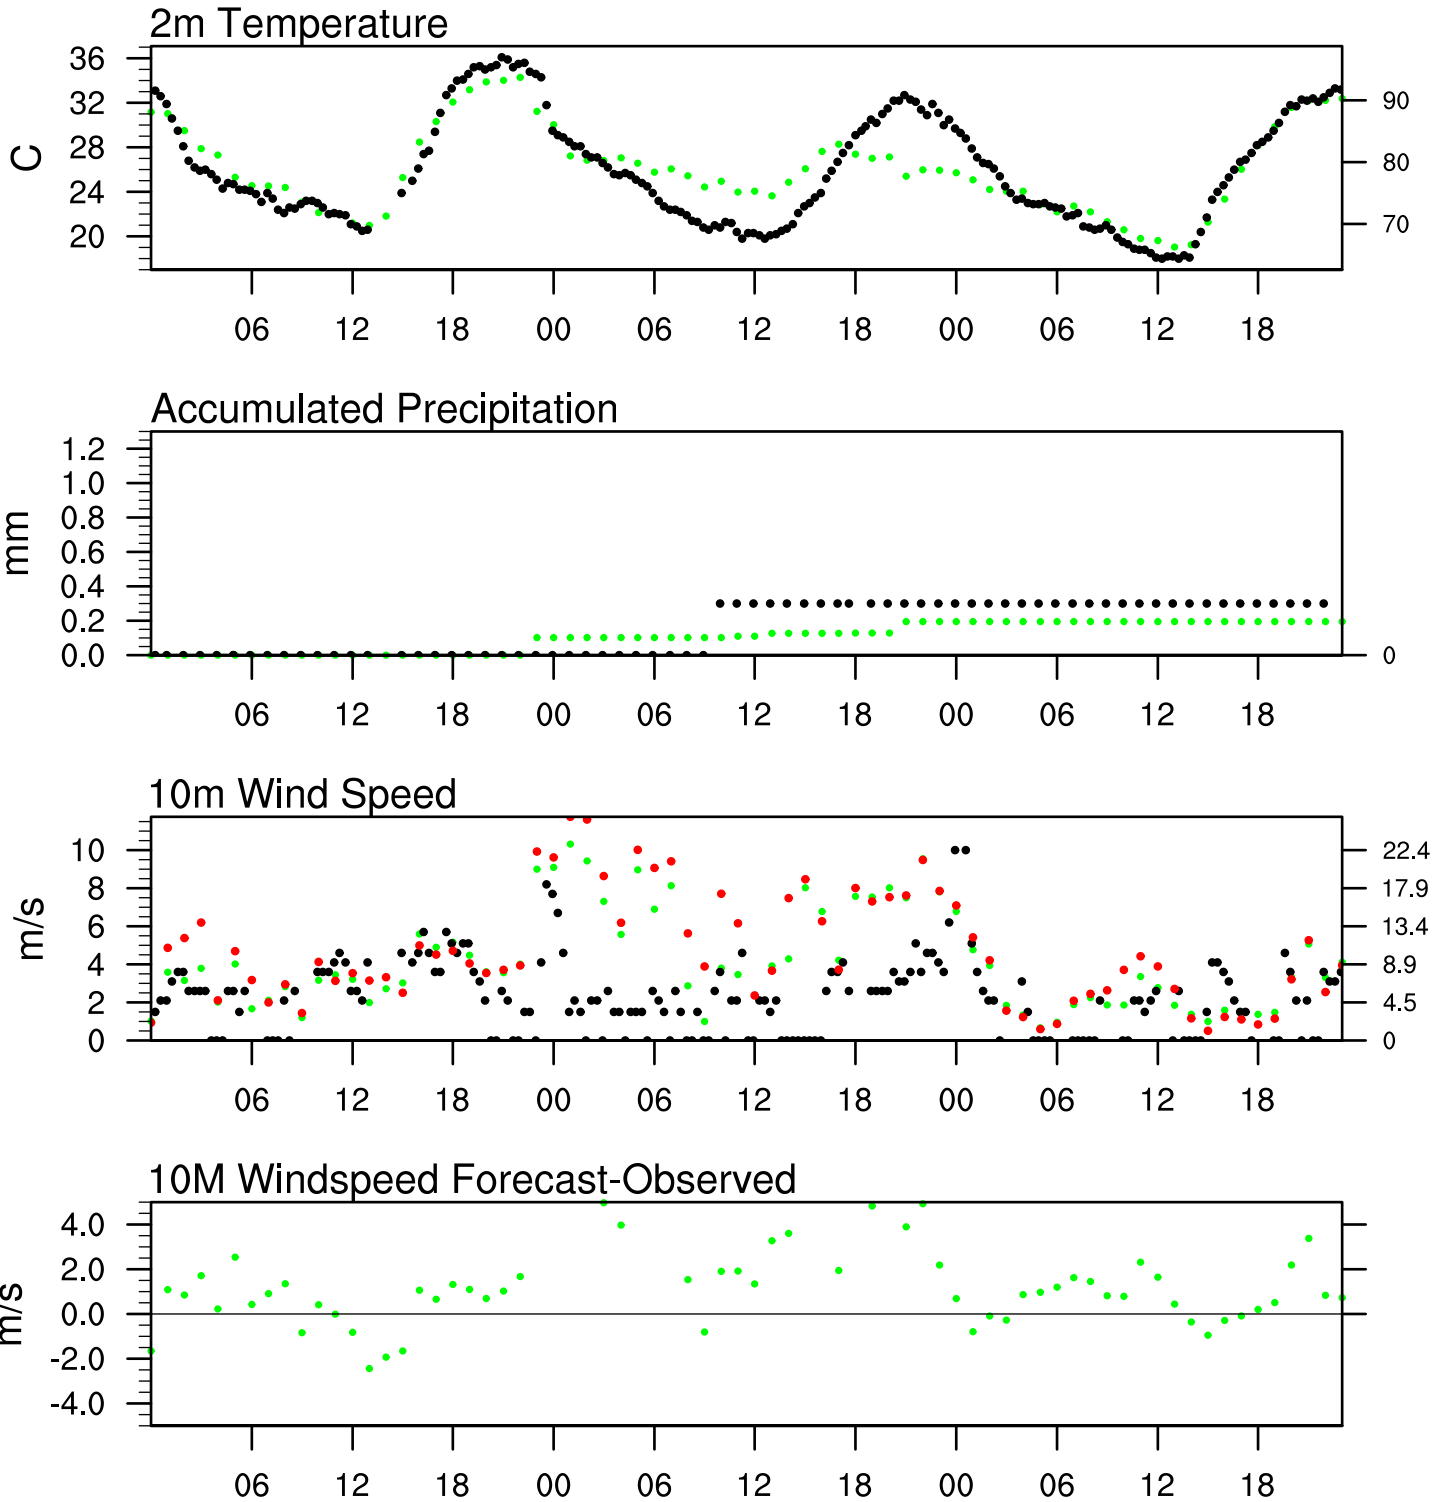 2m Temperature
36
32
28
24
20
C
90
80
70
06 12 18 00 06 12 18 00 06 12 18
Accumulated Precipitation
1.2
1.0
0.8
0.6
0.4
0.2
0.0
mm
0
06 12 18 00 06 12 18 00 06 12 18
10m Wind Speed
10
8
6
4
2
0
m/s
22.4
17.9
13.4
8.9
4.5
0
06 12 18 00 06 12 18 00 06 12 18
10M Windspeed Forecast-Observed
4.0
2.0
0.0
-2.0
-4.0
m/s
06 12 18 00 06 12 18 00 06 12 18